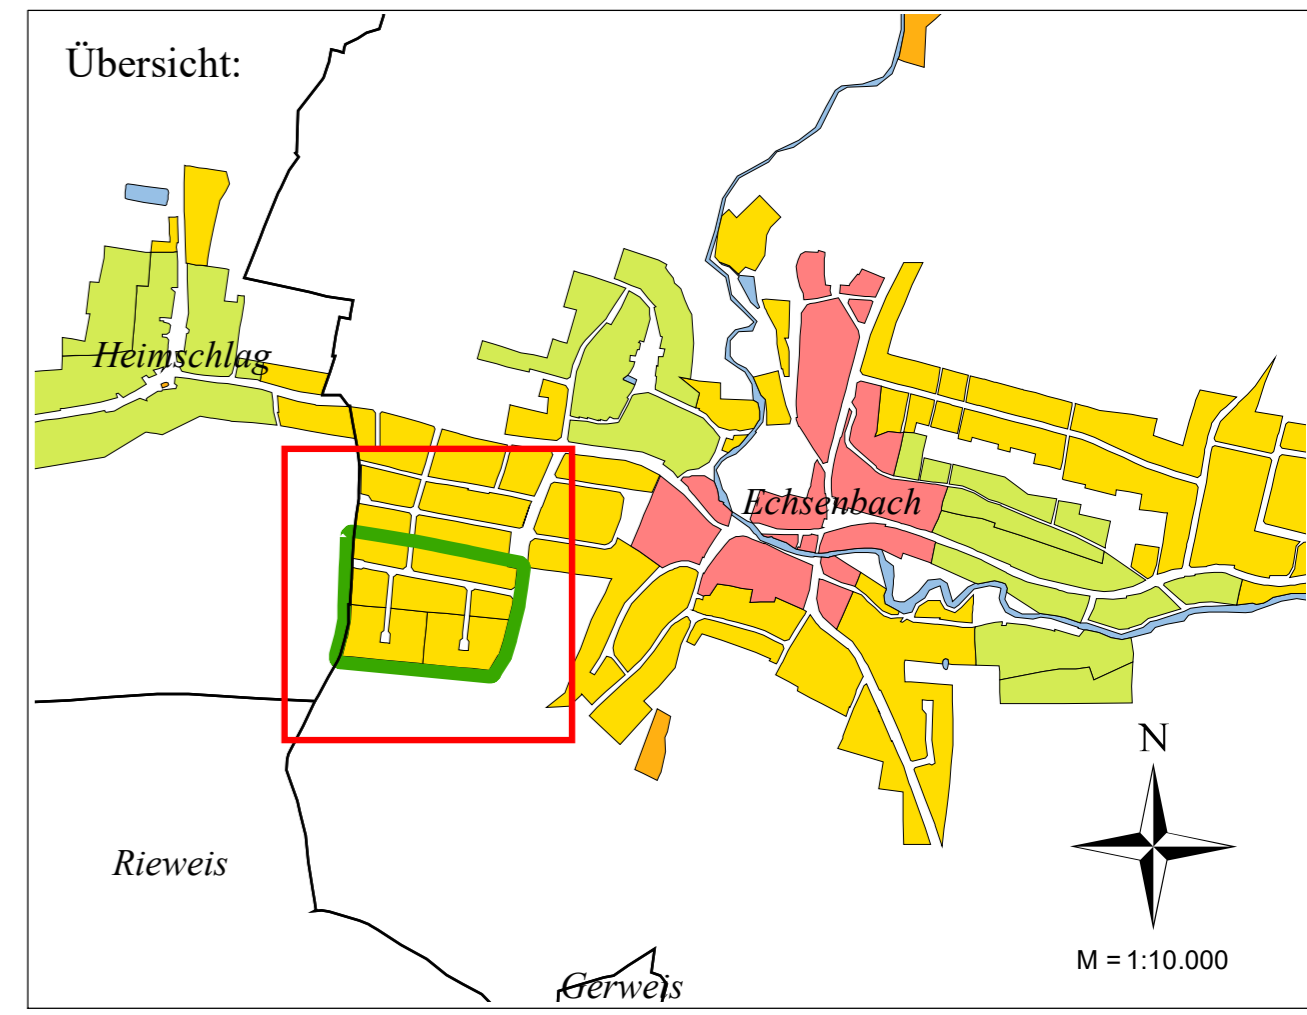 Übersicht:
Heimschlag
Echsenbach
N
Rieweis
M = 1:10.000
Gerweis